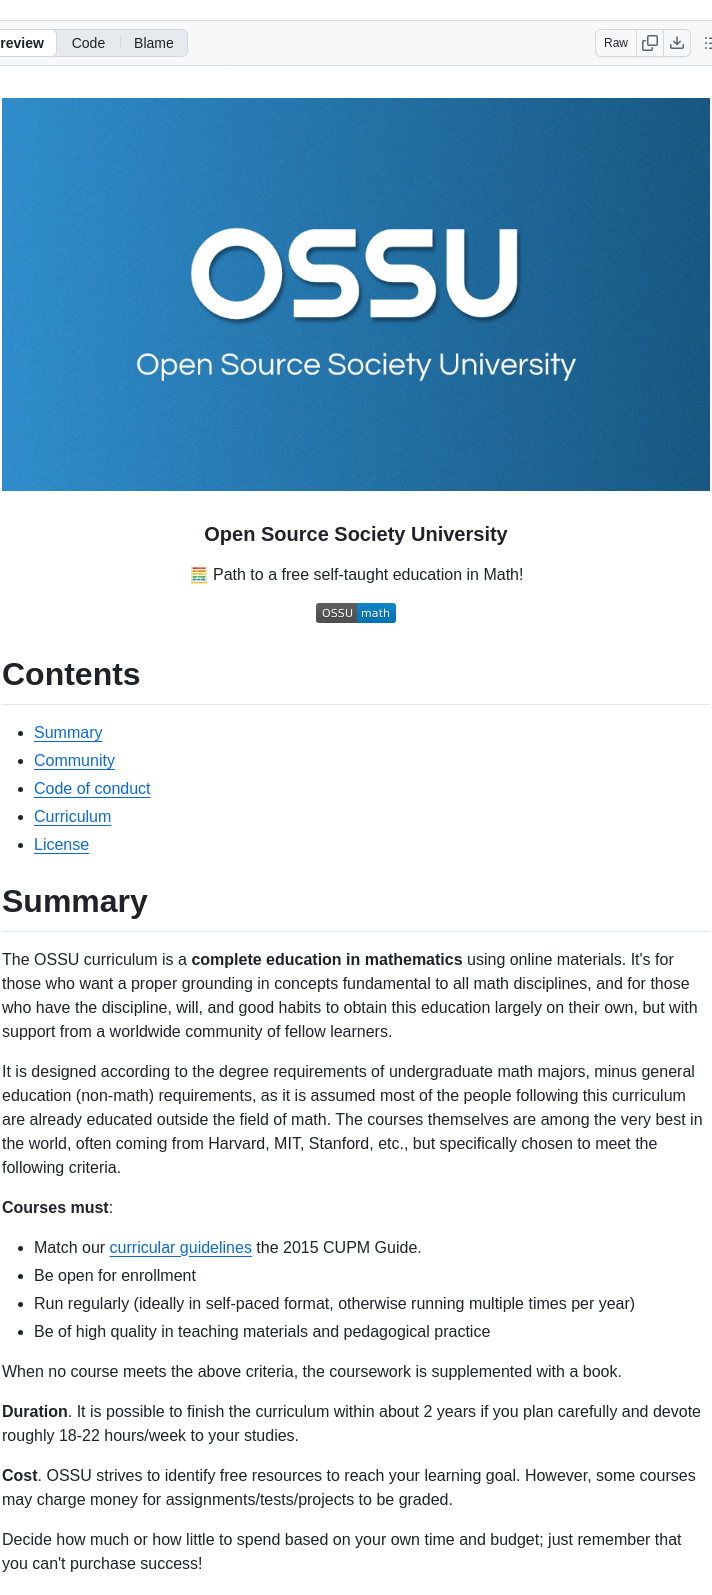 review Code Blame Raw
OSSU
Open Source Society University
Open Source Society University
🧮 Path to a free self-taught education in Math!
OSSU math
Contents
Summary
Community
Code of conduct
Curriculum
License
Summary
The OSSU curriculum is a complete education in mathematics using online materials. It's for
those who want a proper grounding in concepts fundamental to all math disciplines, and for those
who have the discipline, will, and good habits to obtain this education largely on their own, but with
support from a worldwide community of fellow learners.
It is designed according to the degree requirements of undergraduate math majors, minus general
education (non-math) requirements, as it is assumed most of the people following this curriculum
are already educated outside the field of math. The courses themselves are among the very best in
the world, often coming from Harvard, MIT, Stanford, etc., but specifically chosen to meet the
following criteria.
Courses must:
Match our curricular guidelines the 2015 CUPM Guide.
Be open for enrollment
Run regularly (ideally in self-paced format, otherwise running multiple times per year)
Be of high quality in teaching materials and pedagogical practice
When no course meets the above criteria, the coursework is supplemented with a book.
Duration. It is possible to finish the curriculum within about 2 years if you plan carefully and devote
roughly 18-22 hours/week to your studies.
Cost. OSSU strives to identify free resources to reach your learning goal. However, some courses
may charge money for assignments/tests/projects to be graded.
Decide how much or how little to spend based on your own time and budget; just remember that
you can't purchase success!